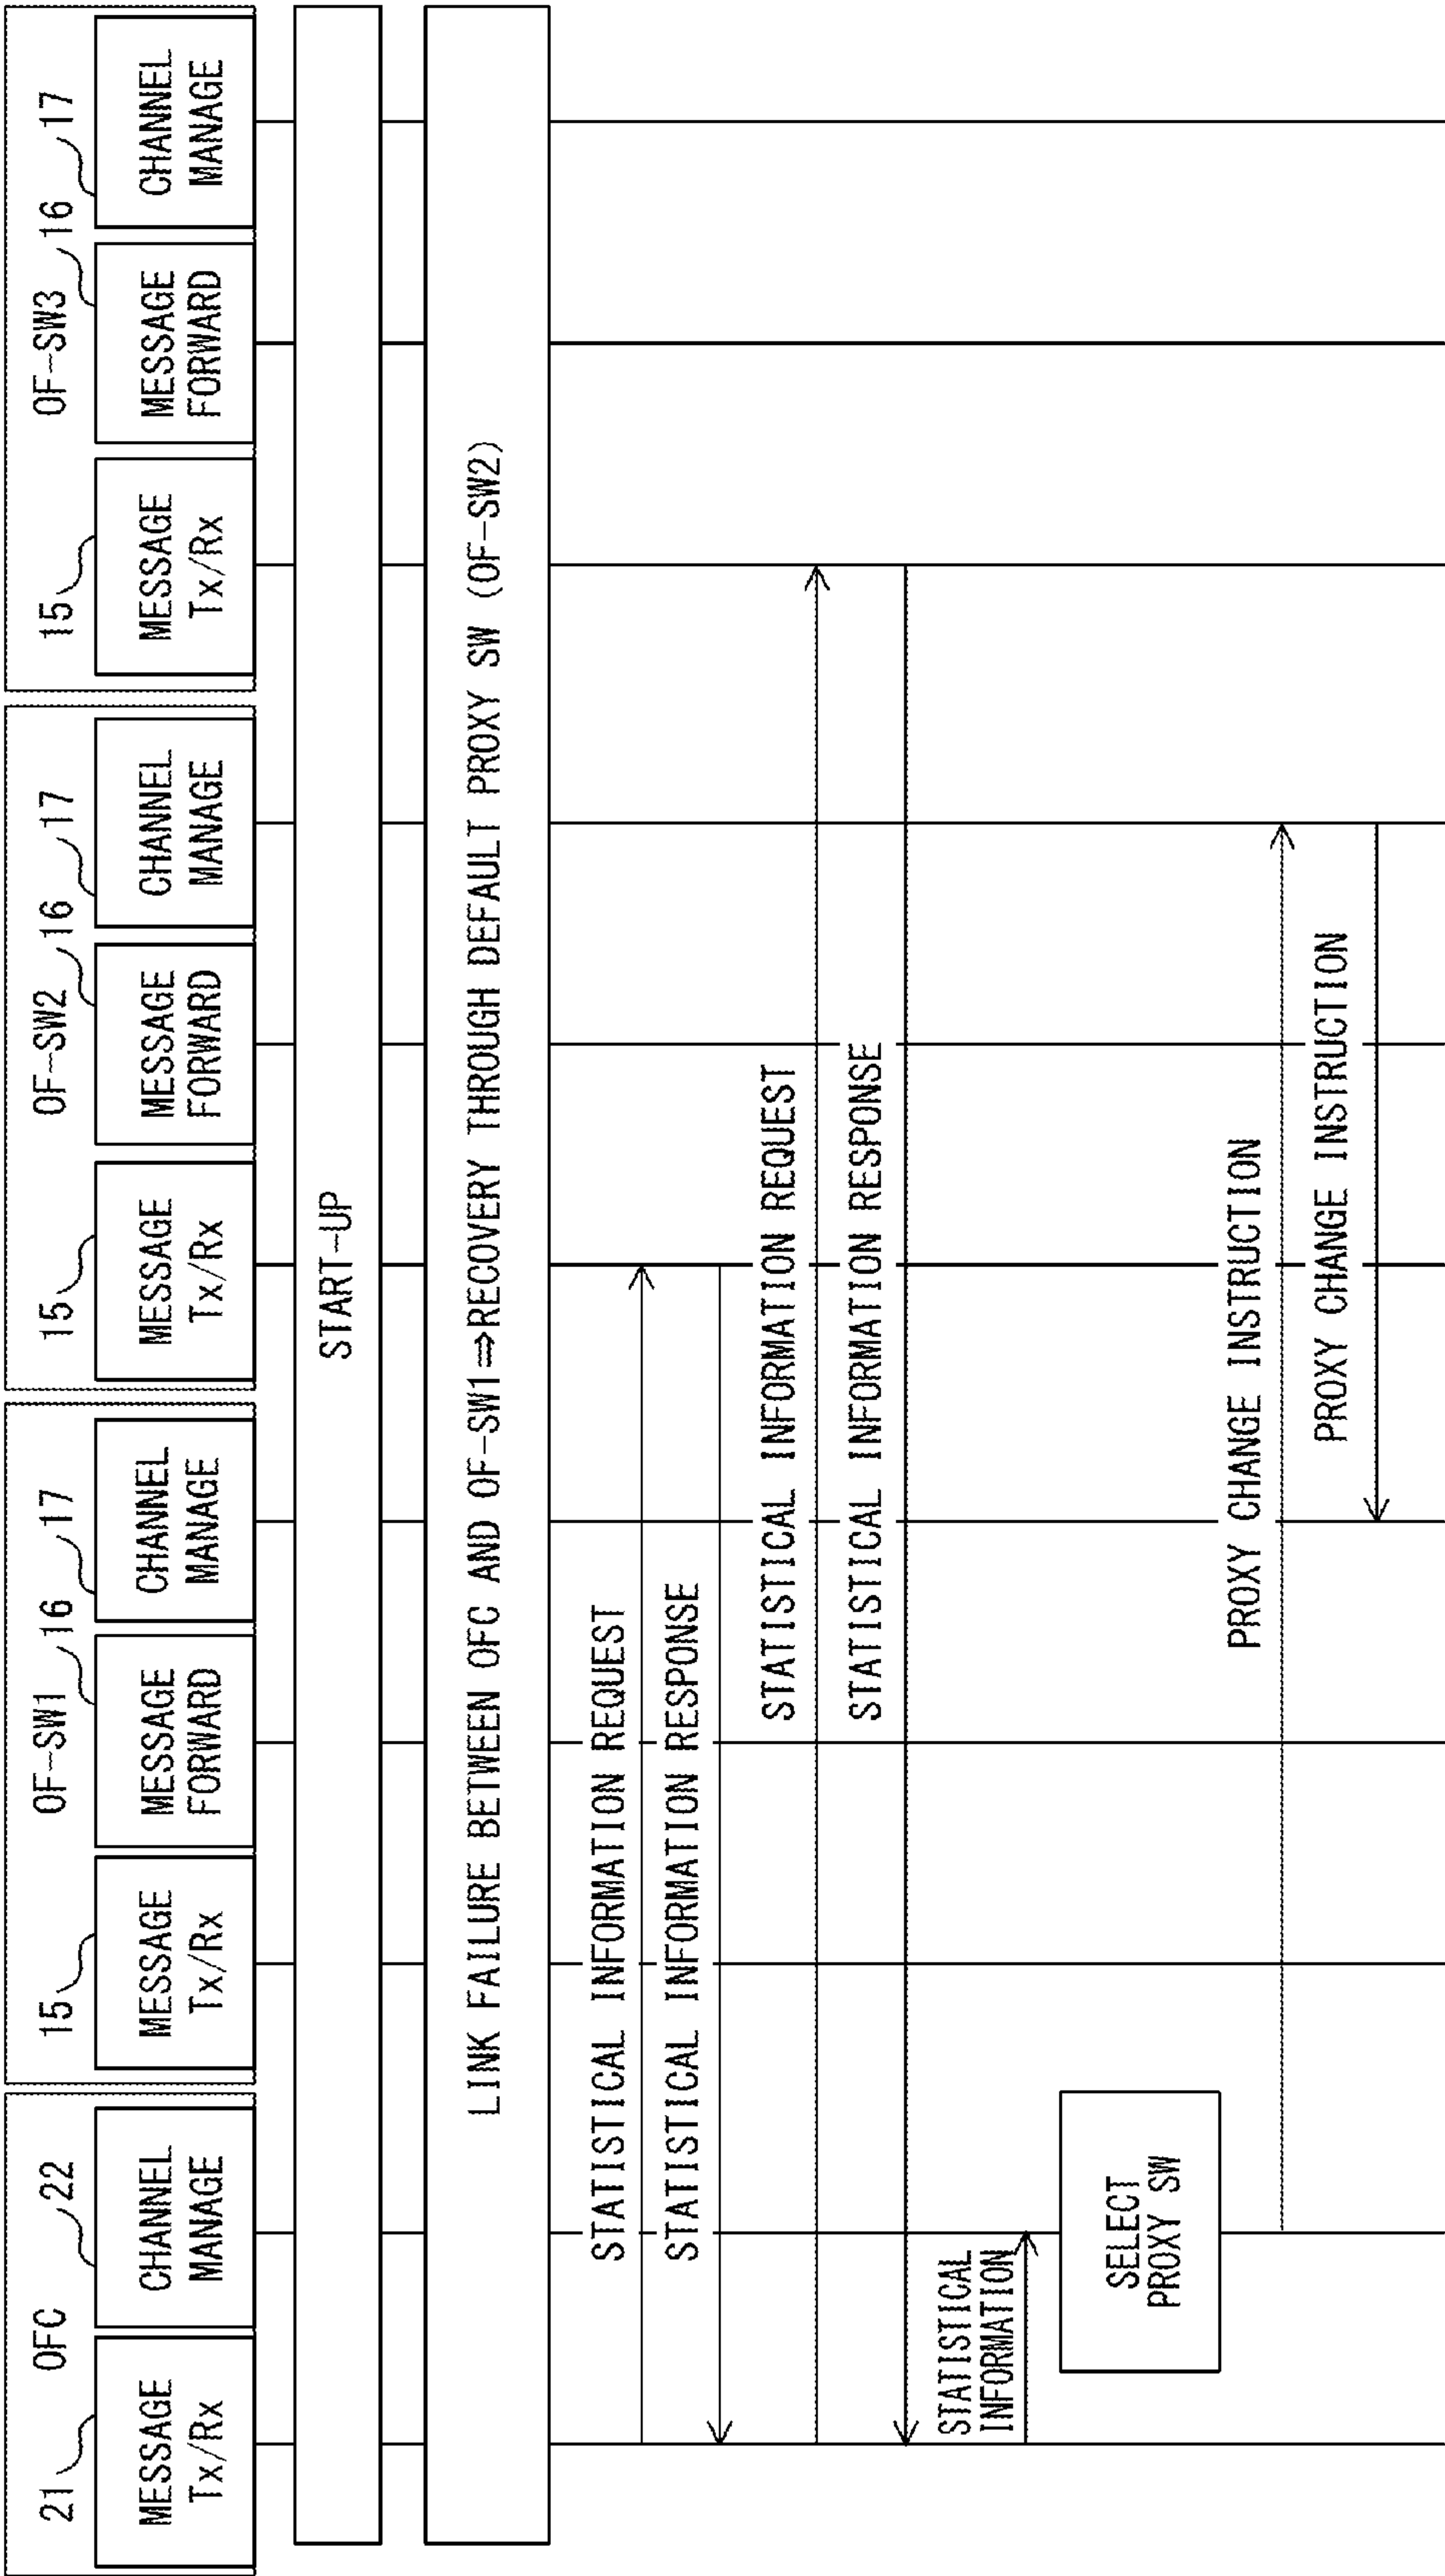 OFC
21
MESSAGE
Tx/Rx
22
CHANNEL
MANAGE
OF-SW1
15
MESSAGE
Tx/Rx
16
MESSAGE
FORWARD
17
CHANNEL
MANAGE
OF-SW2
15
MESSAGE
Tx/Rx
16
MESSAGE
FORWARD
17
CHANNEL
MANAGE
OF-SW3
15
MESSAGE
Tx/Rx
16
MESSAGE
FORWARD
17
CHANNEL
MANAGE
START-UP
LINK FAILURE BETWEEN OFC AND OF-SW1⇒RECOVERY THROUGH DEFAULT PROXY SW (OF-SW2)
STATISTICAL INFORMATION REQUEST
STATISTICAL INFORMATION RESPONSE
STATISTICAL INFORMATION REQUEST
STATISTICAL INFORMATION RESPONSE
STATISTICAL
INFORMATION
SELECT
PROXY SW
PROXY CHANGE INSTRUCTION
PROXY CHANGE INSTRUCTION